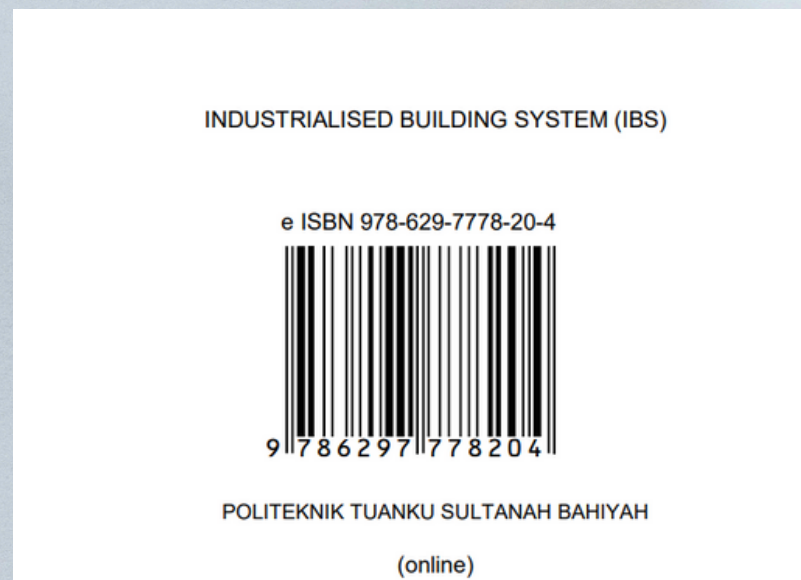 INDUSTRIALISED BUILDING SYSTEM (IBS)
e ISBN 978-629-7778-20-4
9 786297 778204
POLITEKNIK TUANKU SULTANAH BAHIYAH
(online)